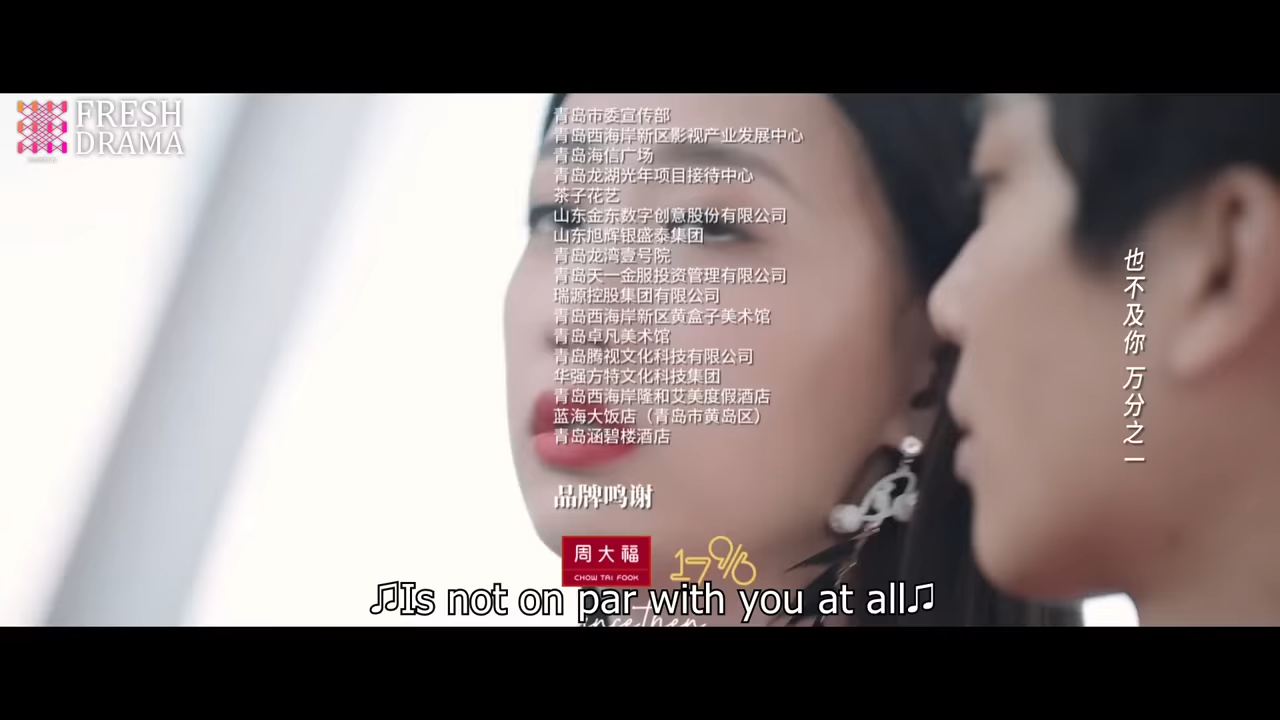 FRESH
DRAMA
青岛市委宣传部
青岛西海岸新区影视产业发展中心
青岛海信广场
青岛龙湖光年项目接待中心
茶子花艺
山东金东数字创意股份有限公司
山东旭辉银盛泰集团
青岛龙湾壹号院
青岛天一金服投资管理有限公司
瑞源控股集团有限公司
青岛西海岸新区黄盒子美术馆
青岛卓凡美术馆
青岛腾视文化科技有限公司
华强方特文化科技集团
青岛西海岸隆和艾美度假酒店
蓝海大饭店（青岛市黄岛区）
青岛涵碧楼酒店
也不及你 万分之一
品牌鸣谢
周大福
CHOW TAI FOOK
♫Is not on par with you at all♫